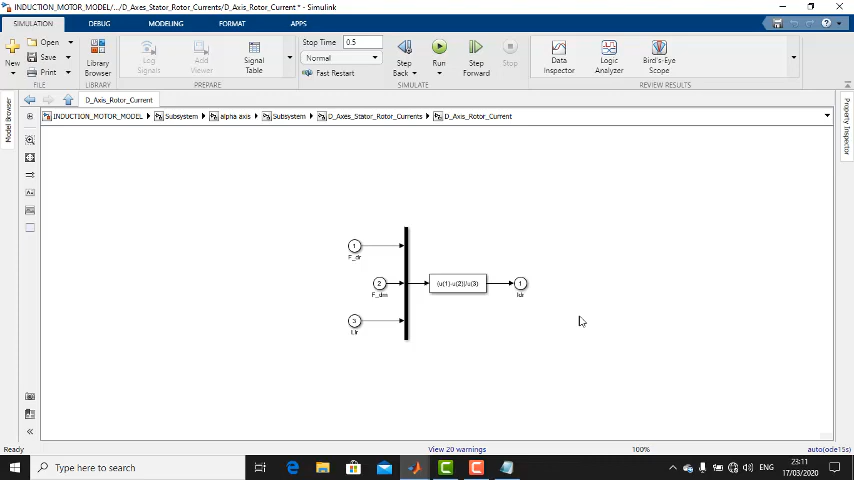 INDUCTION_MOTOR_MODEL/.../D_Axes_Stator_Rotor_Currents/D_Axis_Rotor_Current * - Simulink
SIMULATION DEBUG MODELING FORMAT APPS
New
Open
Save
Print
FILE
Library
Browser
Log
Signals
Add
Viewer
Signal
Table
PREPARE
Stop Time 0.5
Normal
Fast Restart
Step
Back
Run
Step
Forward
Stop
SIMULATE
Data
Inspector
Logic
Analyzer
Bird's-Eye
Scope
REVIEW RESULTS
D_Axis_Rotor_Current
INDUCTION_MOTOR_MODEL Subsystem alpha axis Subsystem D_Axes_Stator_Rotor_Currents D_Axis_Rotor_Current
Model Browser
Property Inspector
1
F_dr
2
F_dm
3
Llr
(u(1)-u(2))/u(3)
1
Idr
Ready View 20 warnings 100% auto(ode15s)
Type here to search
ENG
23:11
17/03/2020